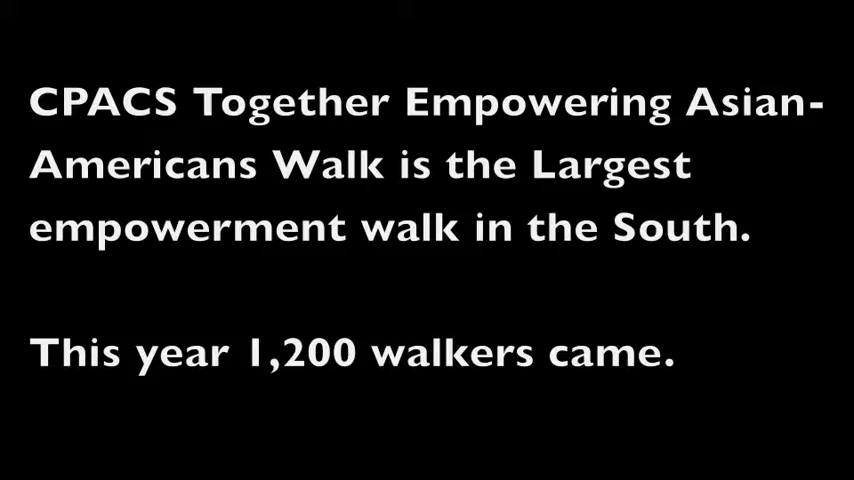 CPACS Together Empowering Asian-
Americans Walk is the Largest
empowerment walk in the South.
This year 1,200 walkers came.